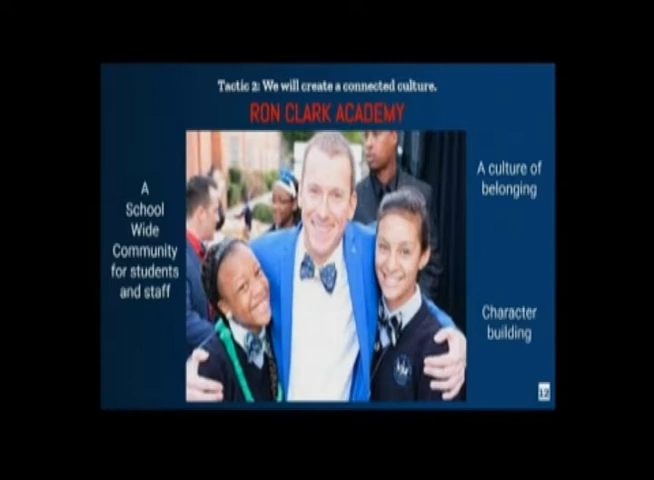 Tactic 2: We will create a connected culture.
RON CLARK ACADEMY
A
School
Wide
Community
for students
and staff
A culture of
belonging
Character
building
12